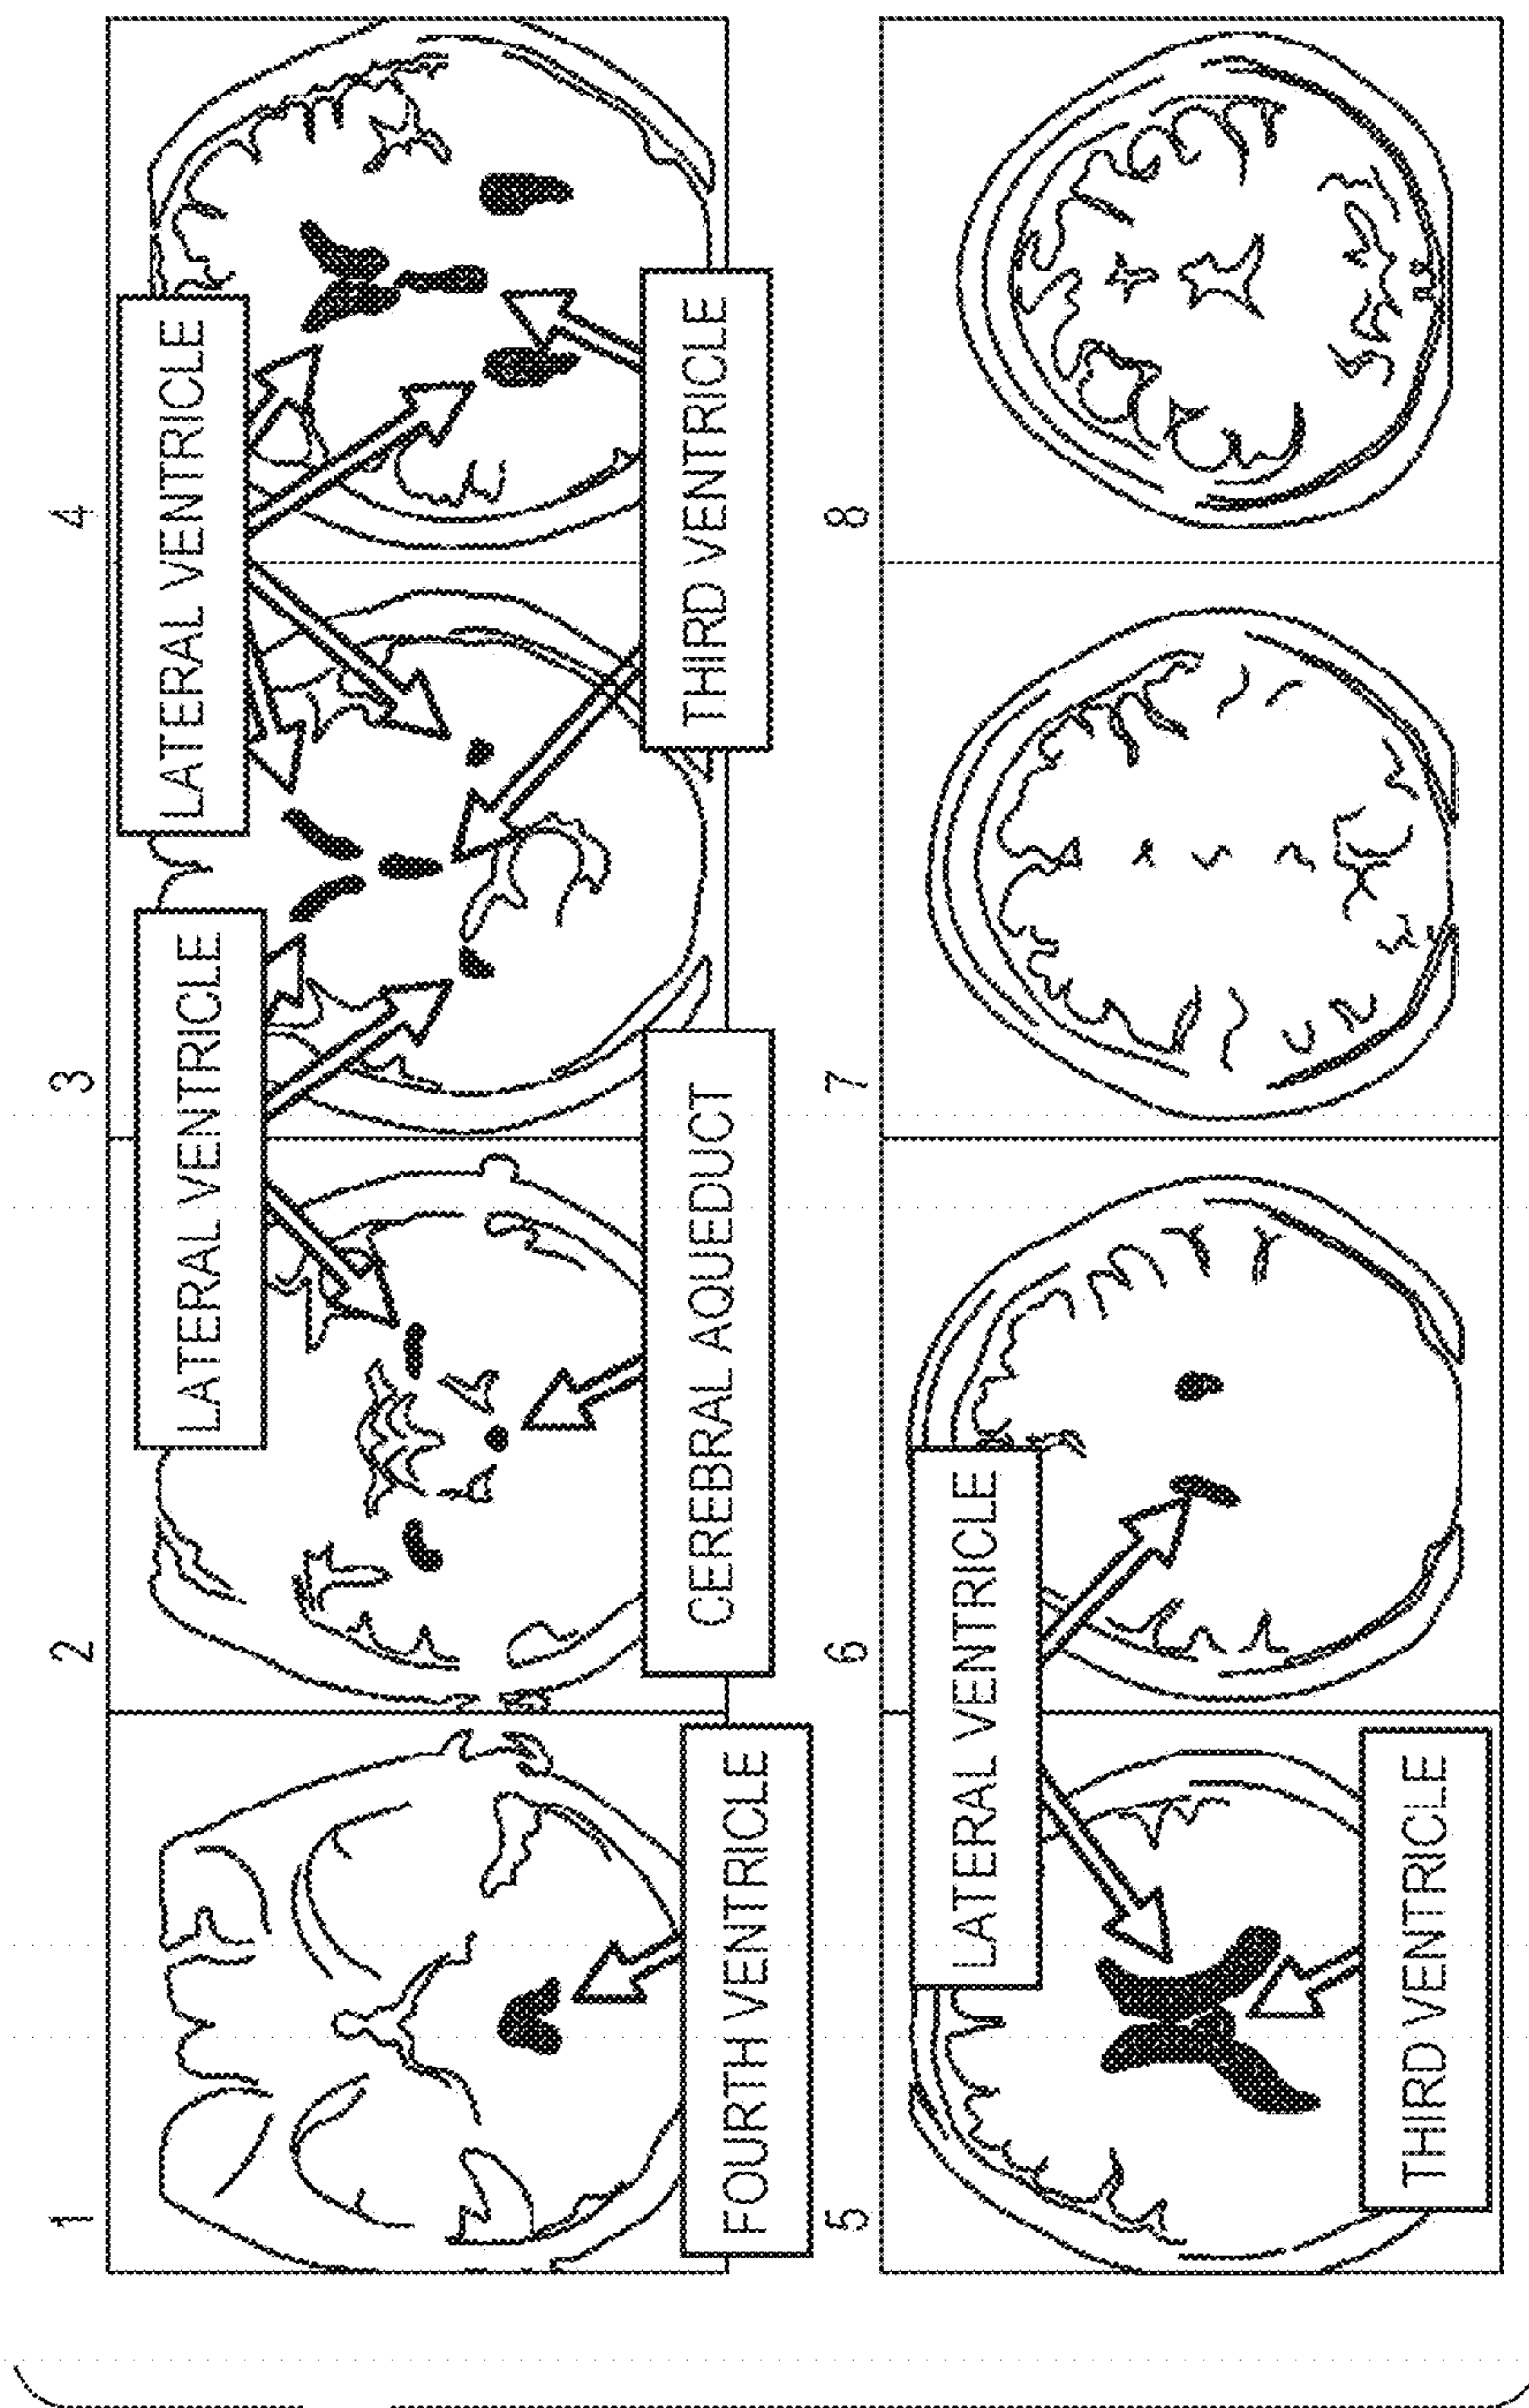 1
2
3
4
LATERAL VENTRICLE
LATERAL VENTRICLE
FOURTH VENTRICLE
CEREBRAL AQUEDUCT
THIRD VENTRICLE
5
6
7
8
LATERAL VENTRICLE
THIRD VENTRICLE